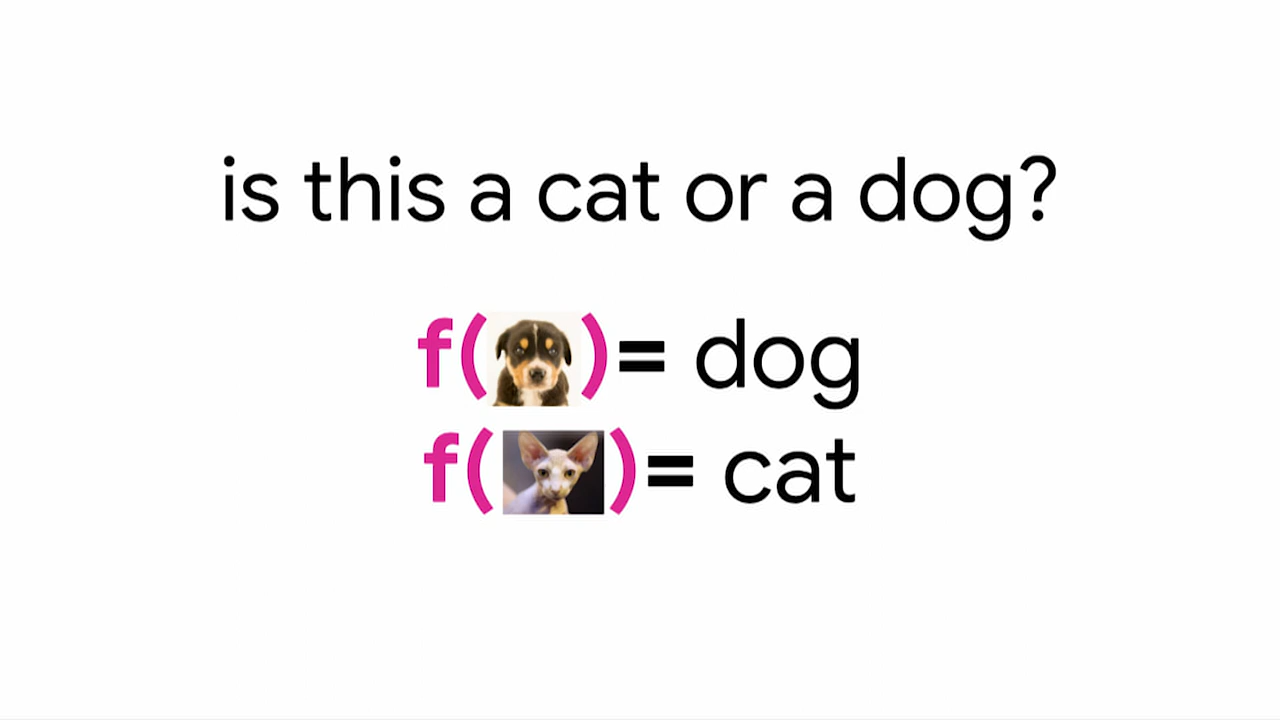 is this a cat or a dog?
f( )= dog
f( )= cat